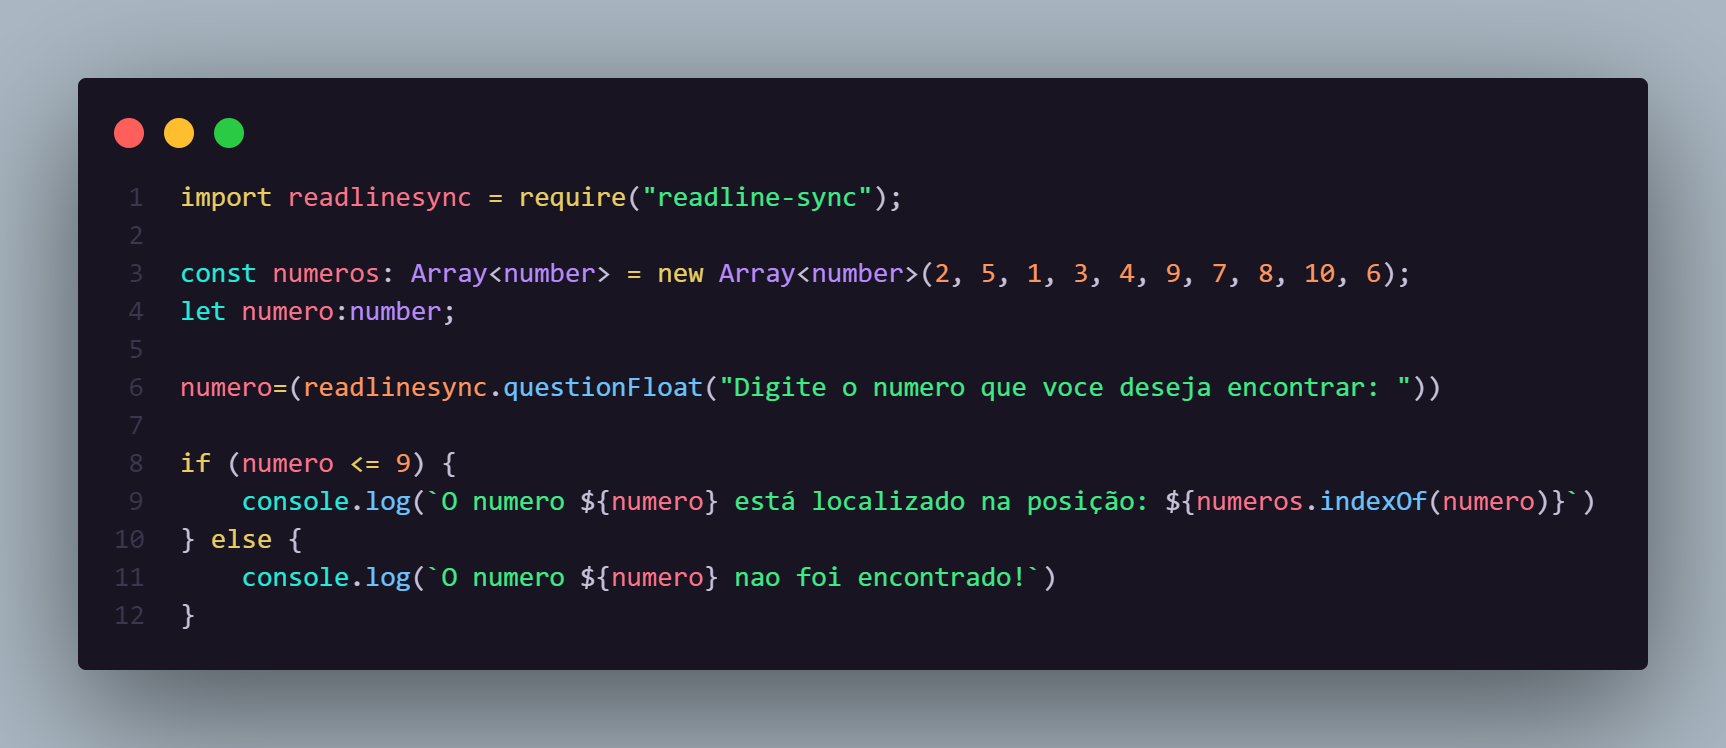 1 import readlinesync = require("readline-sync");
2
3 const numeros: Array<number> = new Array<number>(2, 5, 1, 3, 4, 9, 7, 8, 10, 6);
4 let numero:number;
5
6 numero=(readlinesync.questionFloat("Digite o numero que voce deseja encontrar: "))
7
8 if (numero <= 9) {
9     console.log(`O numero ${numero} está localizado na posição: ${numeros.indexOf(numero)}`)
10 } else {
11     console.log(`O numero ${numero} nao foi encontrado!`)
12 }